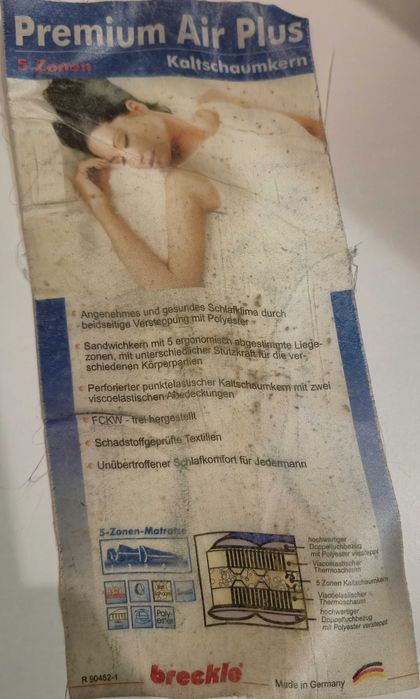 Premium Air Plus
5 Zonen Kaltschaumkern
Angenehmes und gesundes Schlafklima durch
beidseitige Versteppung mit Polyester
Sandwichkern mit 5 ergonomisch abgestimmte Liege-
zonen, mit unterschiedlicher Stützkraft für die ver-
schiedenen Körperpartien
Perforierter punktelastischer Kaltschaumkern mit zwei
viscoelastischen Abdeckungen
FCKW - frei hergestellt
Schadstoffgeprüfte Textilien
Unübertroffener Schlafkomfort für Jedermann
5-Zonen-Matratze
Poly-
ester
hochwertiger
Doppeltuchbezug
mit Polyester versteppt
Viscoelastischer
Thermoschaum
5 Zonen Kaltschaumkern
Viscoelastischer
Thermoschaum
hochwertiger
Doppeltuchbezug
mit Polyester versteppt
R 90452-1
breckle
Made in Germany